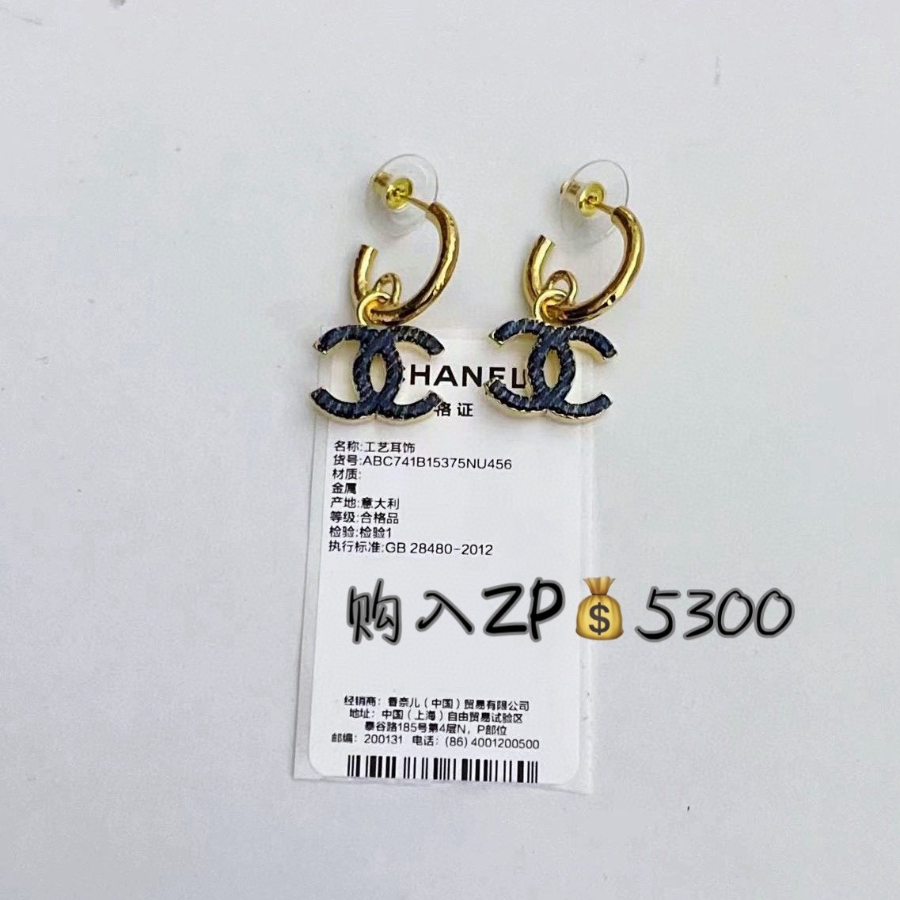 CHANEL
格证
名称:工艺耳饰
货号:ABC741B15375NU456
材质:
金属
产地:意大利
等级:合格品
检验:检验1
执行标准:GB 28480-2012
购入ZP💰5300
经销商：香奈儿（中国）贸易有限公司
地址：中国（上海）自由贸易试验区
泰谷路185号第4层N，P部位
邮编：200131 电话：(86) 4001200500